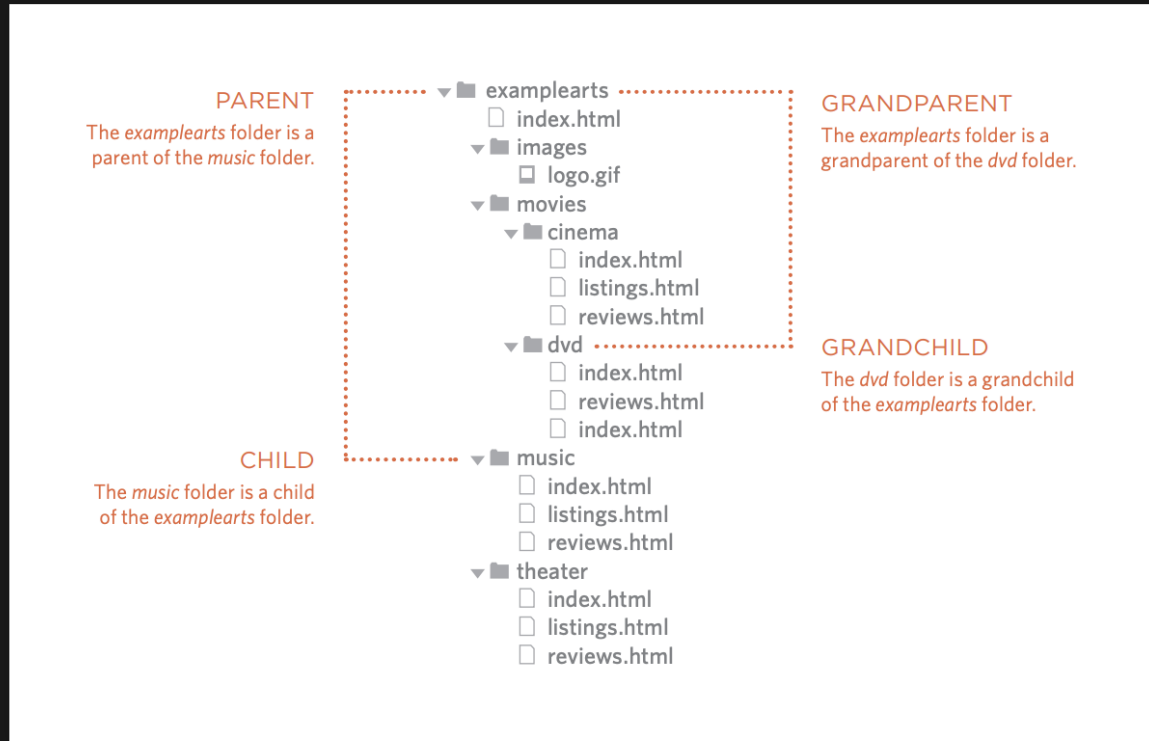 PARENT
The examplearts folder is a
parent of the music folder.
examplearts
index.html
images
logo.gif
movies
cinema
index.html
listings.html
reviews.html
dvd
index.html
reviews.html
index.html
music
index.html
listings.html
reviews.html
theater
index.html
listings.html
reviews.html
GRANDPARENT
The examplearts folder is a
grandparent of the dvd folder.
GRANDCHILD
The dvd folder is a grandchild
of the examplearts folder.
CHILD
The music folder is a child
of the examplearts folder.